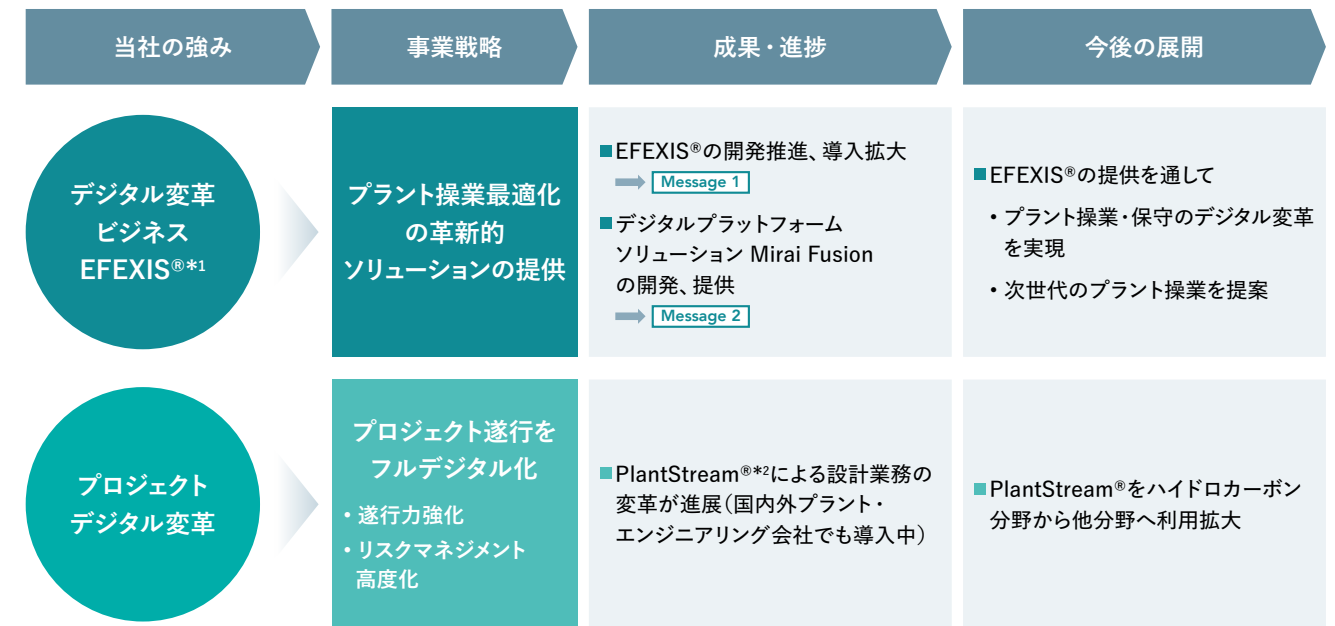 当社の強み
事業戦略
成果・進捗
今後の展開
デジタル変革
ビジネス
EFEXIS®*1
プラント操業最適化
の革新的
ソリューションの提供
■EFEXIS®の開発推進、導入拡大
Message 1
■デジタルプラットフォーム
ソリューション Mirai Fusion
の開発、提供
Message 2
■EFEXIS®の提供を通して
・プラント操業・保守のデジタル変革
を実現
・次世代のプラント操業を提案
プロジェクト
デジタル変革
プロジェクト遂行を
フルデジタル化
・遂行力強化
・リスクマネジメント
高度化
■PlantStream®*2による設計業務の
変革が進展（国内外プラント・
エンジニアリング会社でも導入中）
■PlantStream®をハイドロカーボン
分野から他分野へ利用拡大